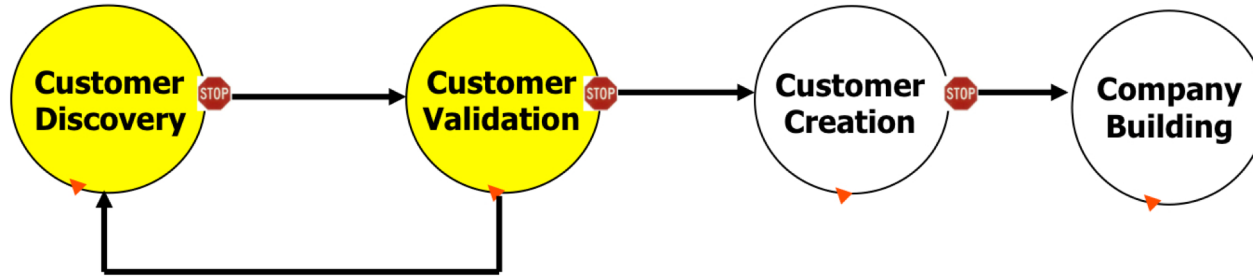 Customer
Discovery
STOP
Customer
Validation
STOP
Customer
Creation
STOP
Company
Building